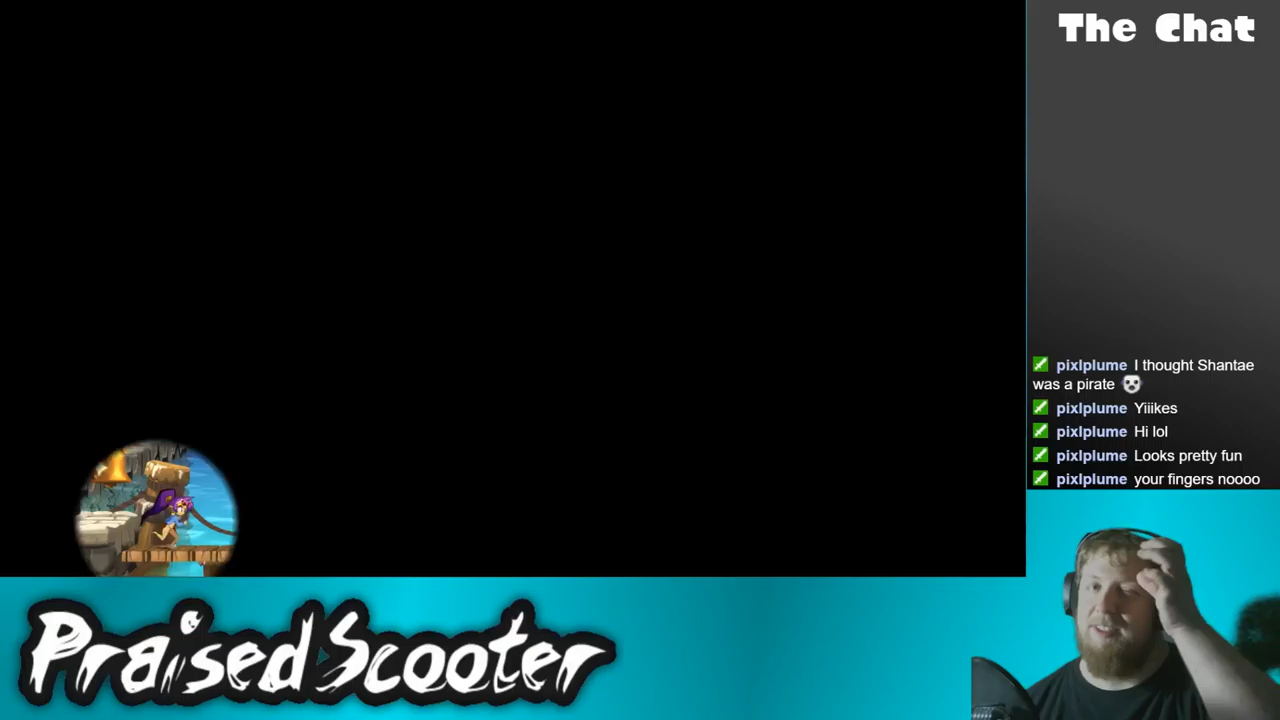 The Chat
pixlplume I thought Shantae
was a pirate
pixlplume Yiiikes
pixlplume Hi lol
pixlplume Looks pretty fun
pixlplume your fingers noooo
PraisedScooter